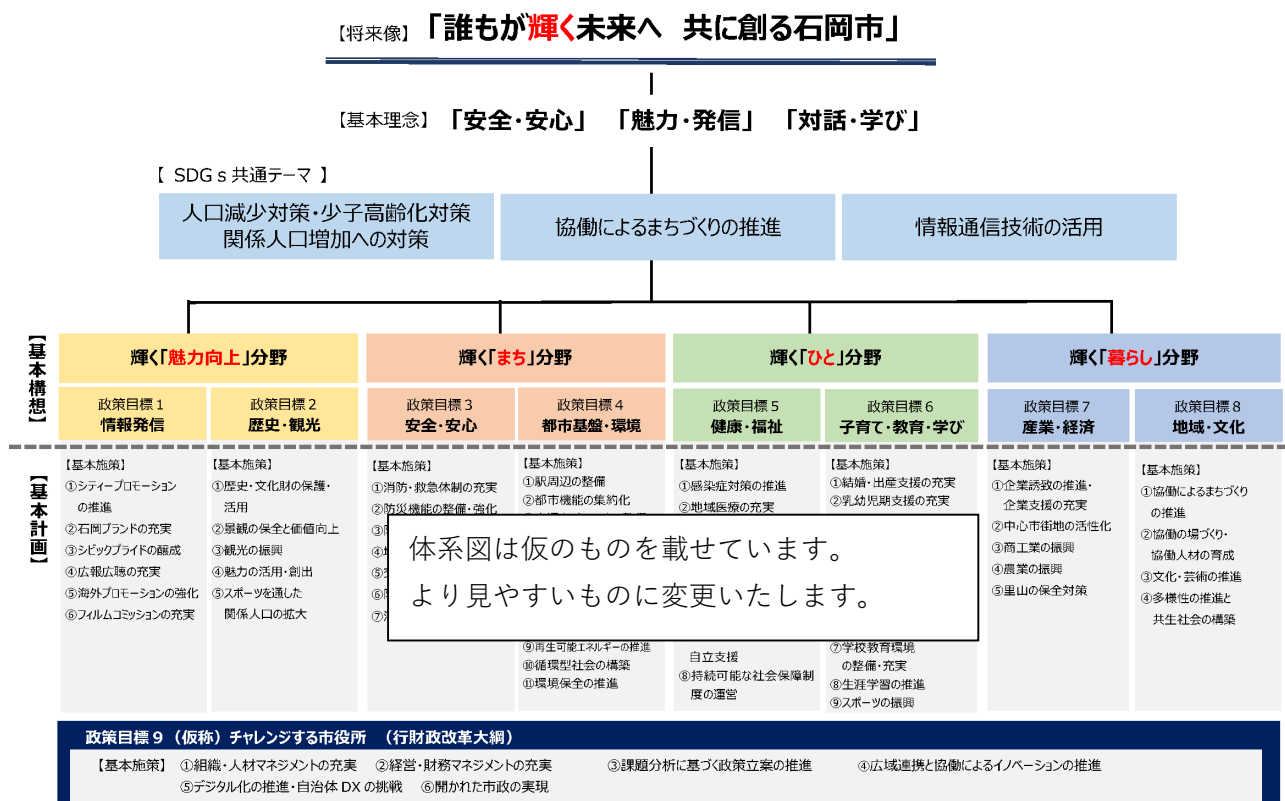 【将来像】「誰もが輝く未来へ 共に創る石岡市」
【基本理念】「安全・安心」 「魅力・発信」 「対話・学び」
【 SDGｓ共通テーマ 】
人口減少対策・少子高齢化対策
関係人口増加への対策
協働によるまちづくりの推進
情報通信技術の活用
【基本構想】
輝く「魅力向上」分野
輝く「まち」分野
輝く「ひと」分野
輝く「暮らし」分野
政策目標１
情報発信
政策目標２
歴史・観光
政策目標３
安全・安心
政策目標４
都市基盤・環境
政策目標５
健康・福祉
政策目標６
子育て・教育・学び
政策目標７
産業・経済
政策目標８
地域・文化
【基本計画】
【基本施策】
①シティープロモーション
の推進
②石岡ブランドの充実
③シビックプライドの醸成
④広報広聴の充実
⑤海外プロモーションの強化
⑥フィルムコミッションの充実
【基本施策】
①歴史・文化財の保護・
活用
②景観の保全と価値向上
③観光の振興
④魅力の活用・創出
⑤スポーツを通した
関係人口の拡大
【基本施策】
①消防・救急体制の充実
②防災機能の整備・強化
③
④
⑤
⑥
⑦
【基本施策】
①駅周辺の整備
②都市機能の集約化
⑨再生可能エネルギーの推進
⑩循環型社会の構築
⑪環境保全の推進
【基本施策】
①感染症対策の推進
②地域医療の充実
自立支援
⑧持続可能な社会保障制
度の運営
【基本施策】
①結婚・出産支援の充実
②乳幼児期支援の充実
⑦学校教育環境
の整備・充実
⑧生涯学習の推進
⑨スポーツの振興
【基本施策】
①企業誘致の推進・
企業支援の充実
②中心市街地の活性化
③商工業の振興
④農業の振興
⑤里山の保全対策
【基本施策】
①協働によるまちづくり
の推進
②協働の場づくり・
協働人材の育成
③文化・芸術の推進
④多様性の推進と
共生社会の構築
体系図は仮のものを載せています。
より見やすいものに変更いたします。
政策目標９（仮称）チャレンジする市役所 （行財政改革大綱）
【基本施策】 ①組織・人材マネジメントの充実 ②経営・財務マネジメントの充実 ③課題分析に基づく政策立案の推進 ④広域連携と協働によるイノベーションの推進
⑤デジタル化の推進・自治体 DX の挑戦 ⑥開かれた市政の実現